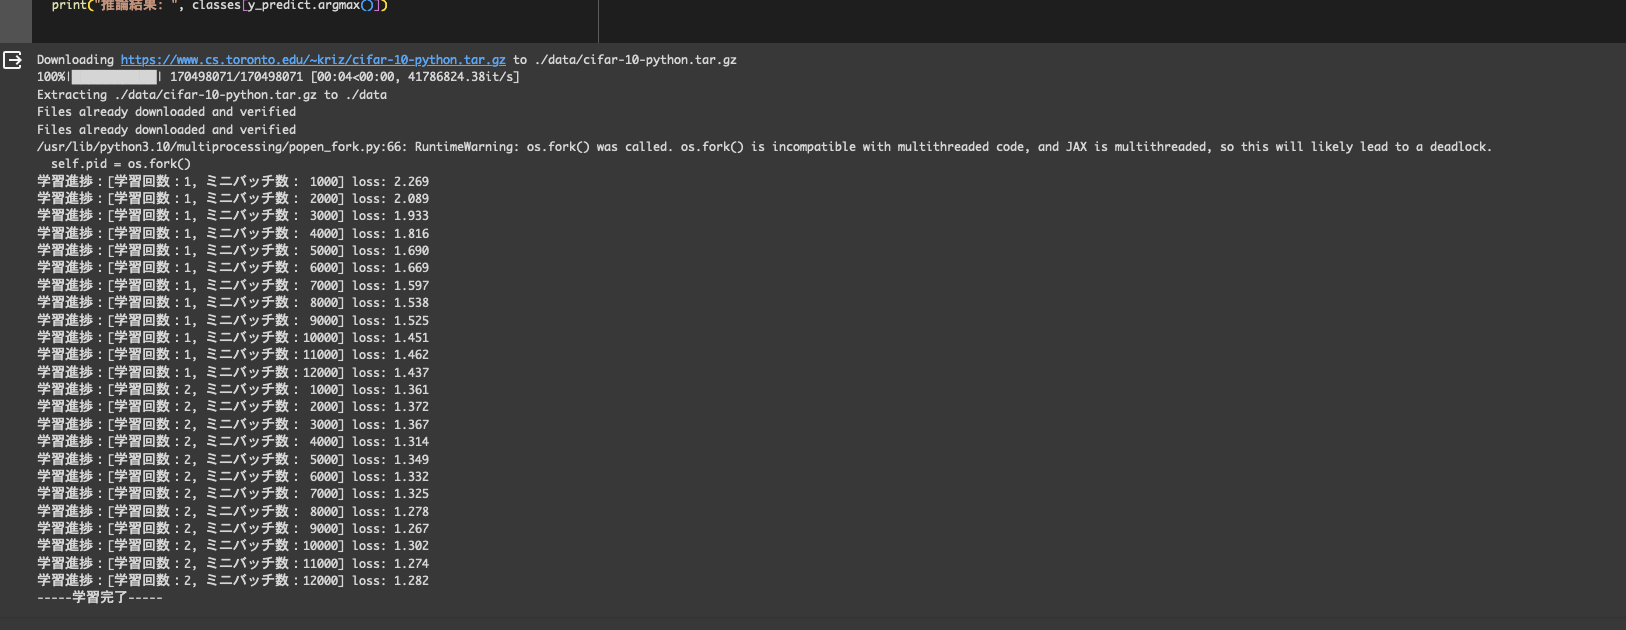 print("推論結果: ", classes[y_predict.argmax()])
Downloading https://www.cs.toronto.edu/~kriz/cifar-10-python.tar.gz to ./data/cifar-10-python.tar.gz
100%|██████████| 170498071/170498071 [00:04<00:00, 41786824.38it/s]
Extracting ./data/cifar-10-python.tar.gz to ./data
Files already downloaded and verified
Files already downloaded and verified
/usr/lib/python3.10/multiprocessing/popen_fork.py:66: RuntimeWarning: os.fork() was called. os.fork() is incompatible with multithreaded code, and JAX is multithreaded, so this will likely lead to a deadlock.
  self.pid = os.fork()
学習進捗：[学習回数：1, ミニバッチ数： 1000] loss: 2.269
学習進捗：[学習回数：1, ミニバッチ数： 2000] loss: 2.089
学習進捗：[学習回数：1, ミニバッチ数： 3000] loss: 1.933
学習進捗：[学習回数：1, ミニバッチ数： 4000] loss: 1.816
学習進捗：[学習回数：1, ミニバッチ数： 5000] loss: 1.690
学習進捗：[学習回数：1, ミニバッチ数： 6000] loss: 1.669
学習進捗：[学習回数：1, ミニバッチ数： 7000] loss: 1.597
学習進捗：[学習回数：1, ミニバッチ数： 8000] loss: 1.538
学習進捗：[学習回数：1, ミニバッチ数： 9000] loss: 1.525
学習進捗：[学習回数：1, ミニバッチ数：10000] loss: 1.451
学習進捗：[学習回数：1, ミニバッチ数：11000] loss: 1.462
学習進捗：[学習回数：1, ミニバッチ数：12000] loss: 1.437
学習進捗：[学習回数：2, ミニバッチ数： 1000] loss: 1.361
学習進捗：[学習回数：2, ミニバッチ数： 2000] loss: 1.372
学習進捗：[学習回数：2, ミニバッチ数： 3000] loss: 1.367
学習進捗：[学習回数：2, ミニバッチ数： 4000] loss: 1.314
学習進捗：[学習回数：2, ミニバッチ数： 5000] loss: 1.349
学習進捗：[学習回数：2, ミニバッチ数： 6000] loss: 1.332
学習進捗：[学習回数：2, ミニバッチ数： 7000] loss: 1.325
学習進捗：[学習回数：2, ミニバッチ数： 8000] loss: 1.278
学習進捗：[学習回数：2, ミニバッチ数： 9000] loss: 1.267
学習進捗：[学習回数：2, ミニバッチ数：10000] loss: 1.302
学習進捗：[学習回数：2, ミニバッチ数：11000] loss: 1.274
学習進捗：[学習回数：2, ミニバッチ数：12000] loss: 1.282
-----学習完了-----